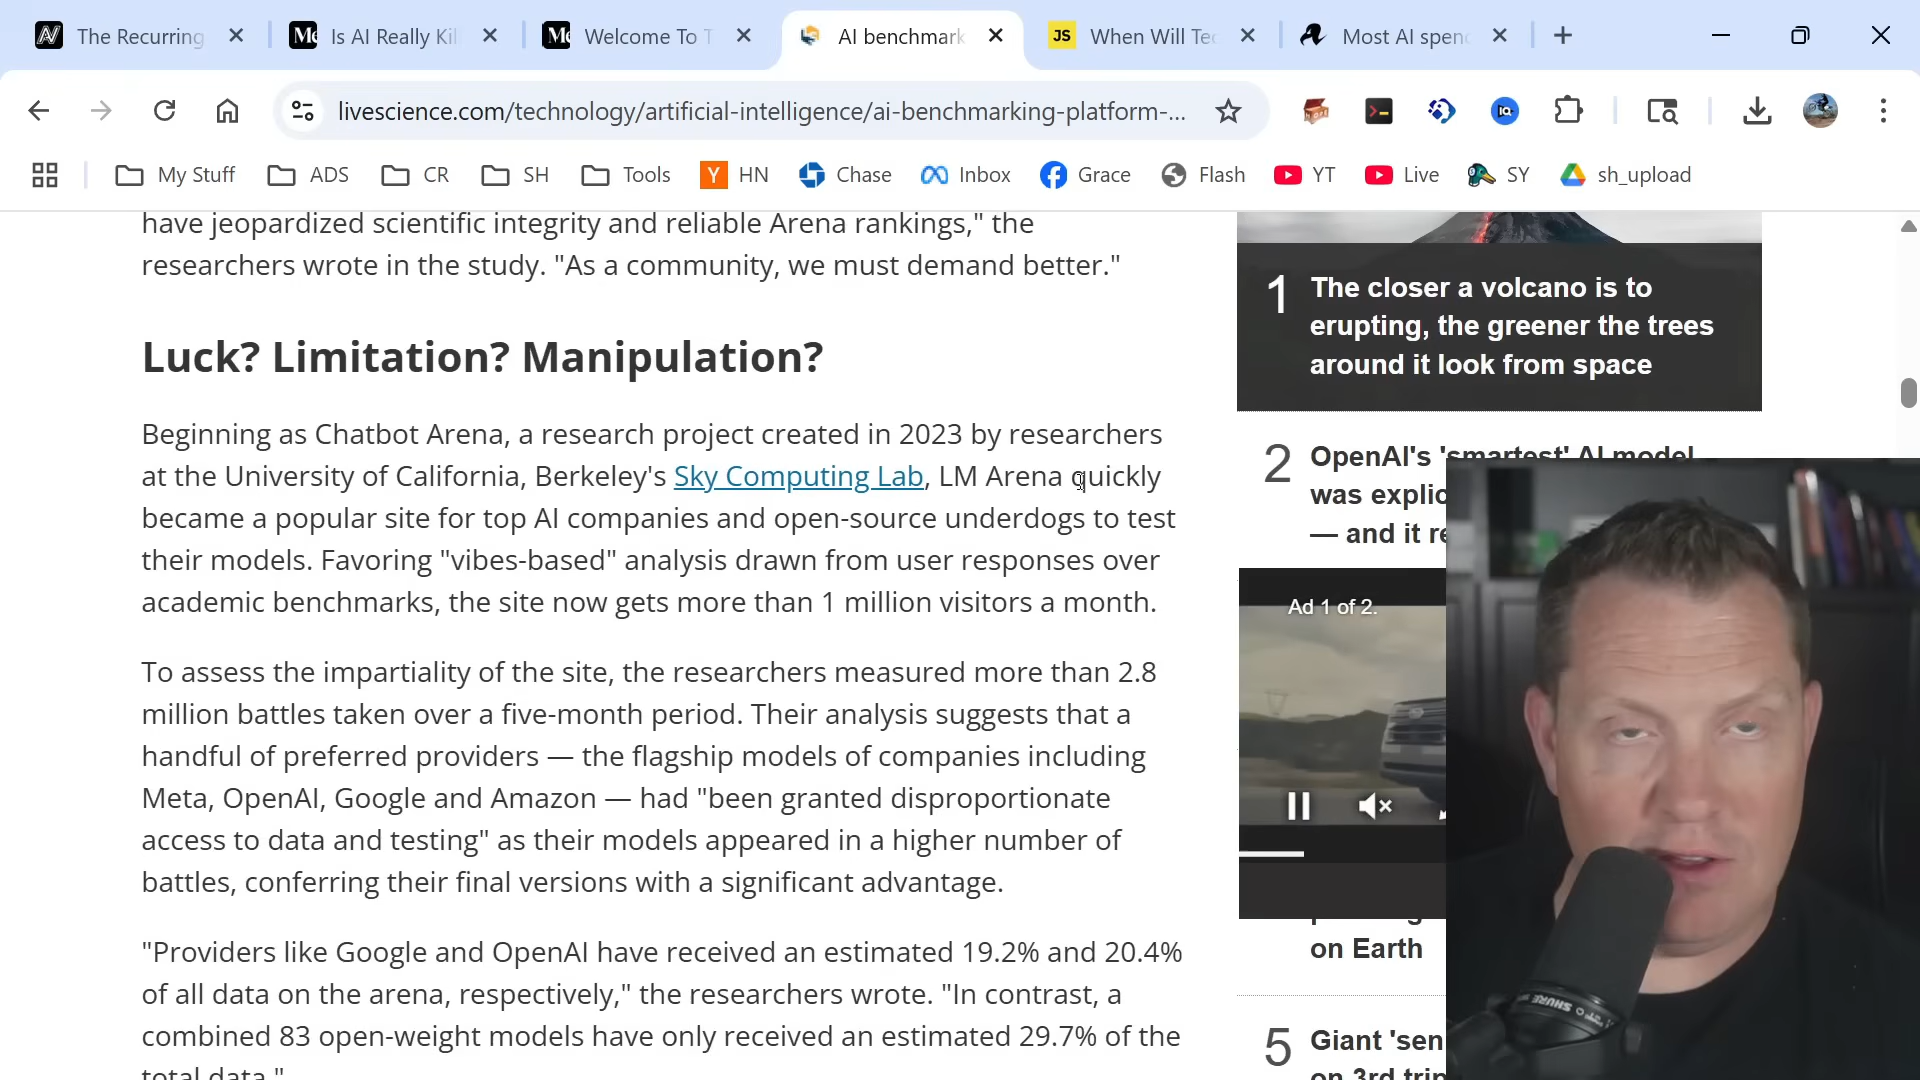 The Recurring
Is AI Really Kil
Welcome To T
AI benchmark
JS
When Will Tec
Most AI spenc
livescience.com/technology/artificial-intelligence/ai-benchmarking-platform-...
My Stuff
ADS
CR
SH
Tools
Y HN
Chase
Inbox
Grace
Flash
YT
Live
SY
sh_upload
have jeopardized scientific integrity and reliable Arena rankings," the
researchers wrote in the study. "As a community, we must demand better."
Luck? Limitation? Manipulation?
Beginning as Chatbot Arena, a research project created in 2023 by researchers
at the University of California, Berkeley's Sky Computing Lab, LM Arena quickly
became a popular site for top AI companies and open-source underdogs to test
their models. Favoring "vibes-based" analysis drawn from user responses over
academic benchmarks, the site now gets more than 1 million visitors a month.
To assess the impartiality of the site, the researchers measured more than 2.8
million battles taken over a five-month period. Their analysis suggests that a
handful of preferred providers — the flagship models of companies including
Meta, OpenAI, Google and Amazon — had "been granted disproportionate
access to data and testing" as their models appeared in a higher number of
battles, conferring their final versions with a significant advantage.
"Providers like Google and OpenAI have received an estimated 19.2% and 20.4%
of all data on the arena, respectively," the researchers wrote. "In contrast, a
combined 83 open-weight models have only received an estimated 29.7% of the
total data."
1 The closer a volcano is to
erupting, the greener the trees
around it look from space
2 OpenAI's 'smartest' AI model
was explic
— and it re
Ad 1 of 2.
on Earth
5 Giant 'sen
on 3rd trip
SHURE